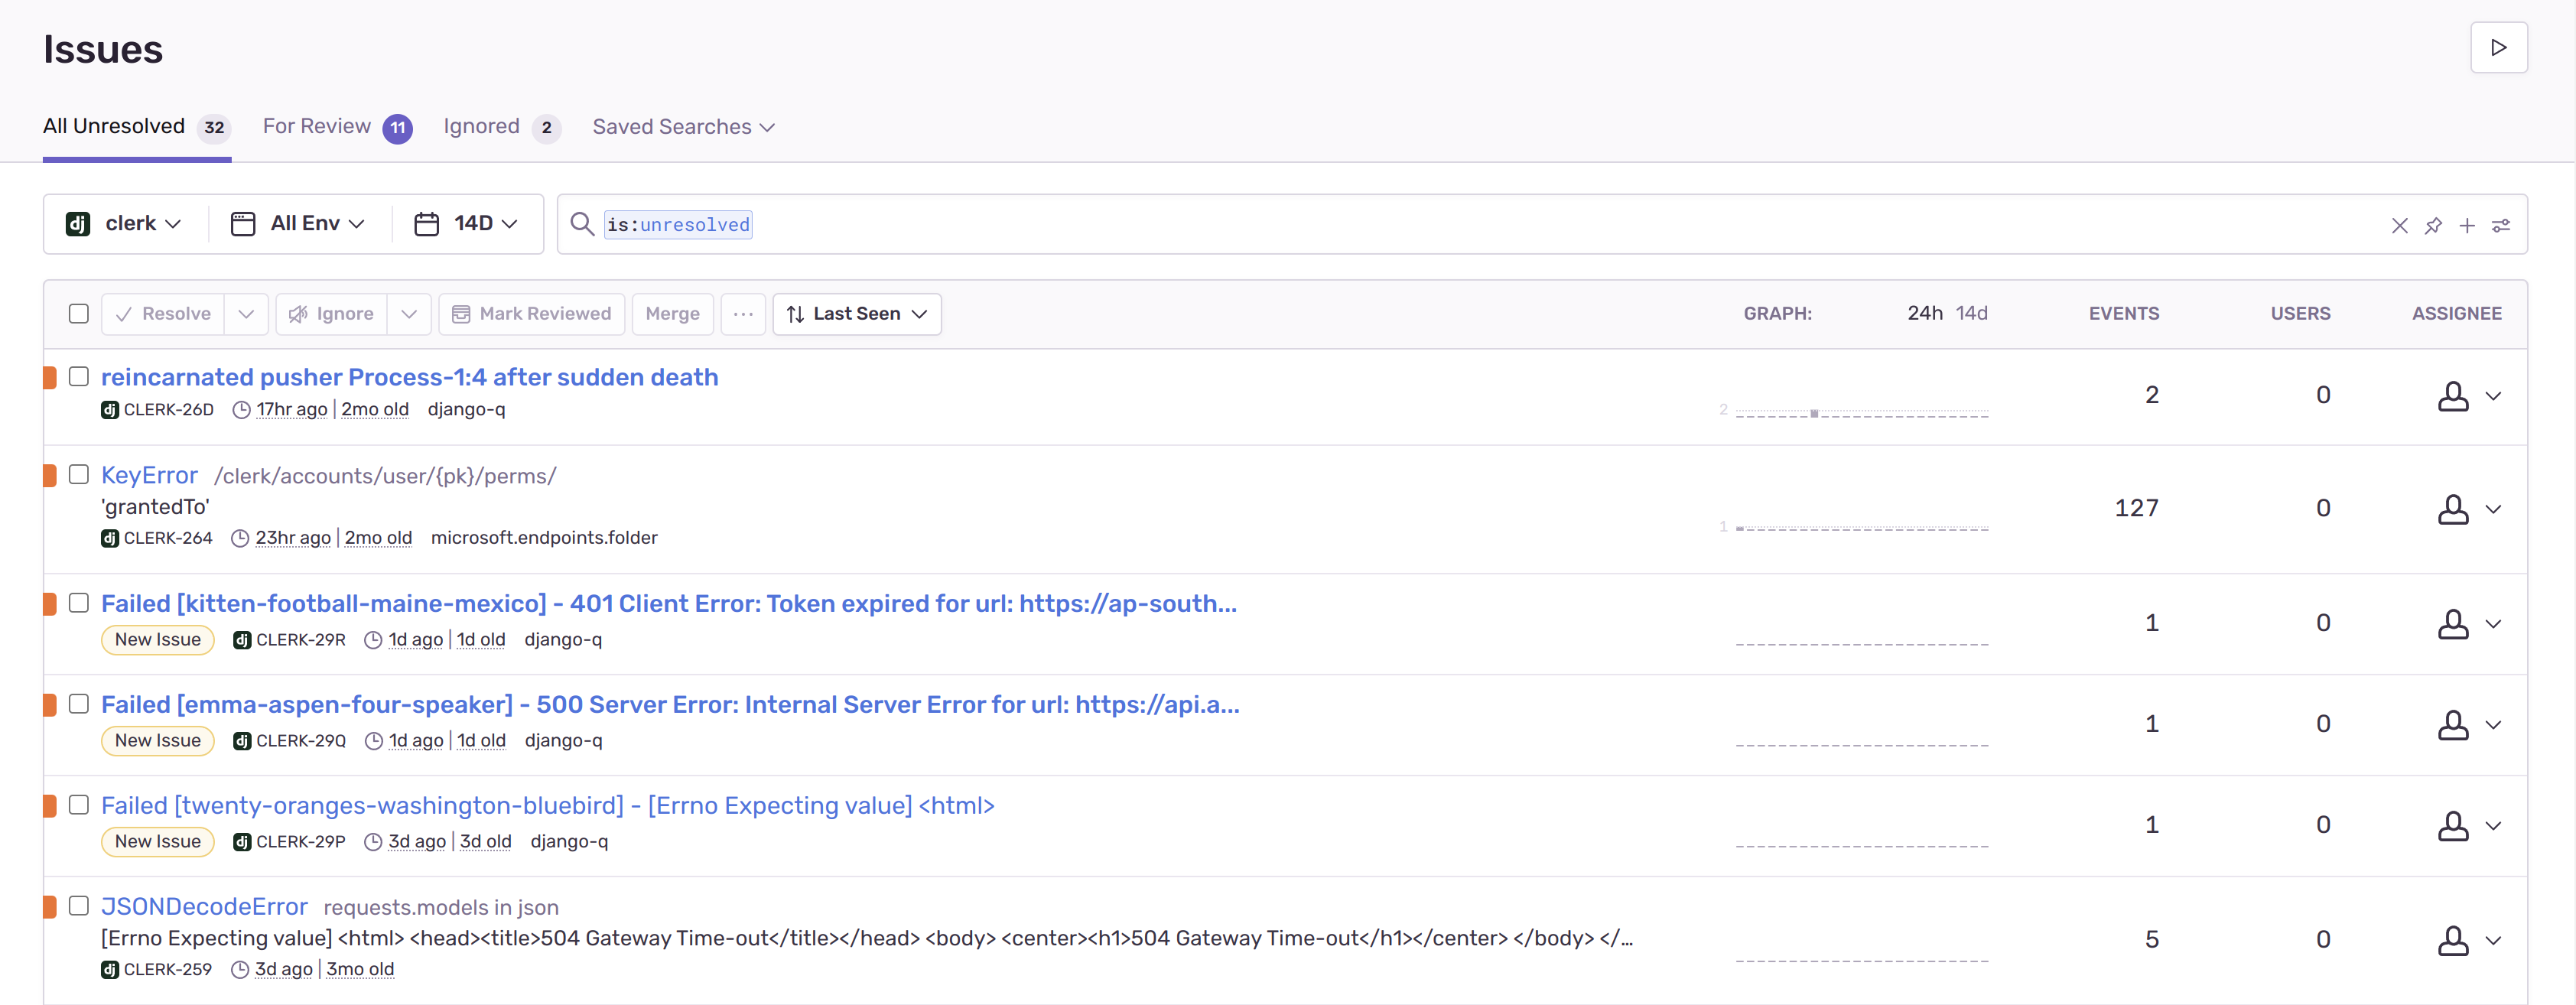 Issues
All Unresolved 32 For Review 11 Ignored 2 Saved Searches
dj clerk All Env 14D is:unresolved
Resolve Ignore Mark Reviewed Merge ... Last Seen GRAPH: 24h 14d EVENTS USERS ASSIGNEE
reincarnated pusher Process-1:4 after sudden death
dj CLERK-26D 17hr ago | 2mo old django-q
2 2 0
KeyError /clerk/accounts/user/{pk}/perms/
'grantedTo'
dj CLERK-264 23hr ago | 2mo old microsoft.endpoints.folder
1 127 0
Failed [kitten-football-maine-mexico] - 401 Client Error: Token expired for url: https://ap-south...
New Issue dj CLERK-29R 1d ago | 1d old django-q
1 0
Failed [emma-aspen-four-speaker] - 500 Server Error: Internal Server Error for url: https://api.a...
New Issue dj CLERK-29Q 1d ago | 1d old django-q
1 0
Failed [twenty-oranges-washington-bluebird] - [Errno Expecting value] <html>
New Issue dj CLERK-29P 3d ago | 3d old django-q
1 0
JSONDecodeError requests.models in json
[Errno Expecting value] <html> <head><title>504 Gateway Time-out</title></head> <body> <center><h1>504 Gateway Time-out</h1></center> </body> </...
dj CLERK-259 3d ago | 3mo old
5 0